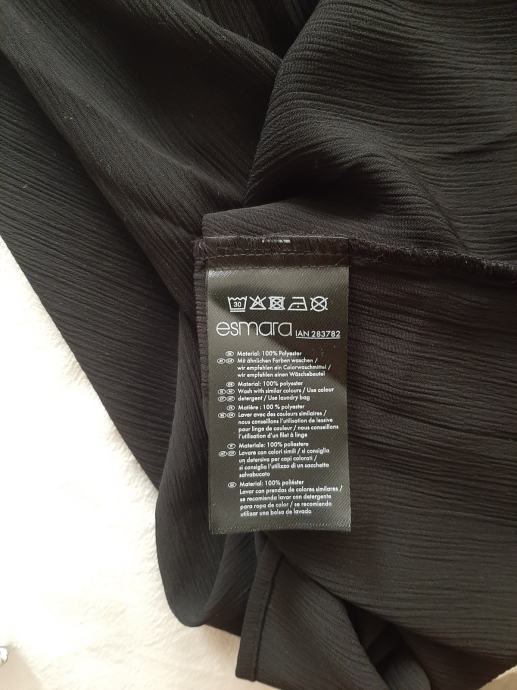 30
esmara IAN 283782
Material: 100% Polyester
Mit ähnlichen Farben waschen /
wir empfehlen ein Colorwaschmittel /
wir empfehlen einen Wäschebeutel
Material: 100% polyester
Wash with similar colours / Use colour
detergent / Use laundry bag
Matière : 100% polyester
Laver avec des couleurs similaires /
nous conseillons l'utilisation de lessive
pour linge de couleur / nous conseillons
l'utilisation d'un filet à linge
Materiale: 100% poliestere
Lavare con colori simili / si consiglia
un detersivo per capi colorati /
si consiglia l'utilizzo di un sacchetto
salvabucato
Material: 100% poliéster
Lavar con prendas de colores similares /
se recomienda lavar con detergente
para ropa de color / se recomienda
utilizar una bolsa de lavado